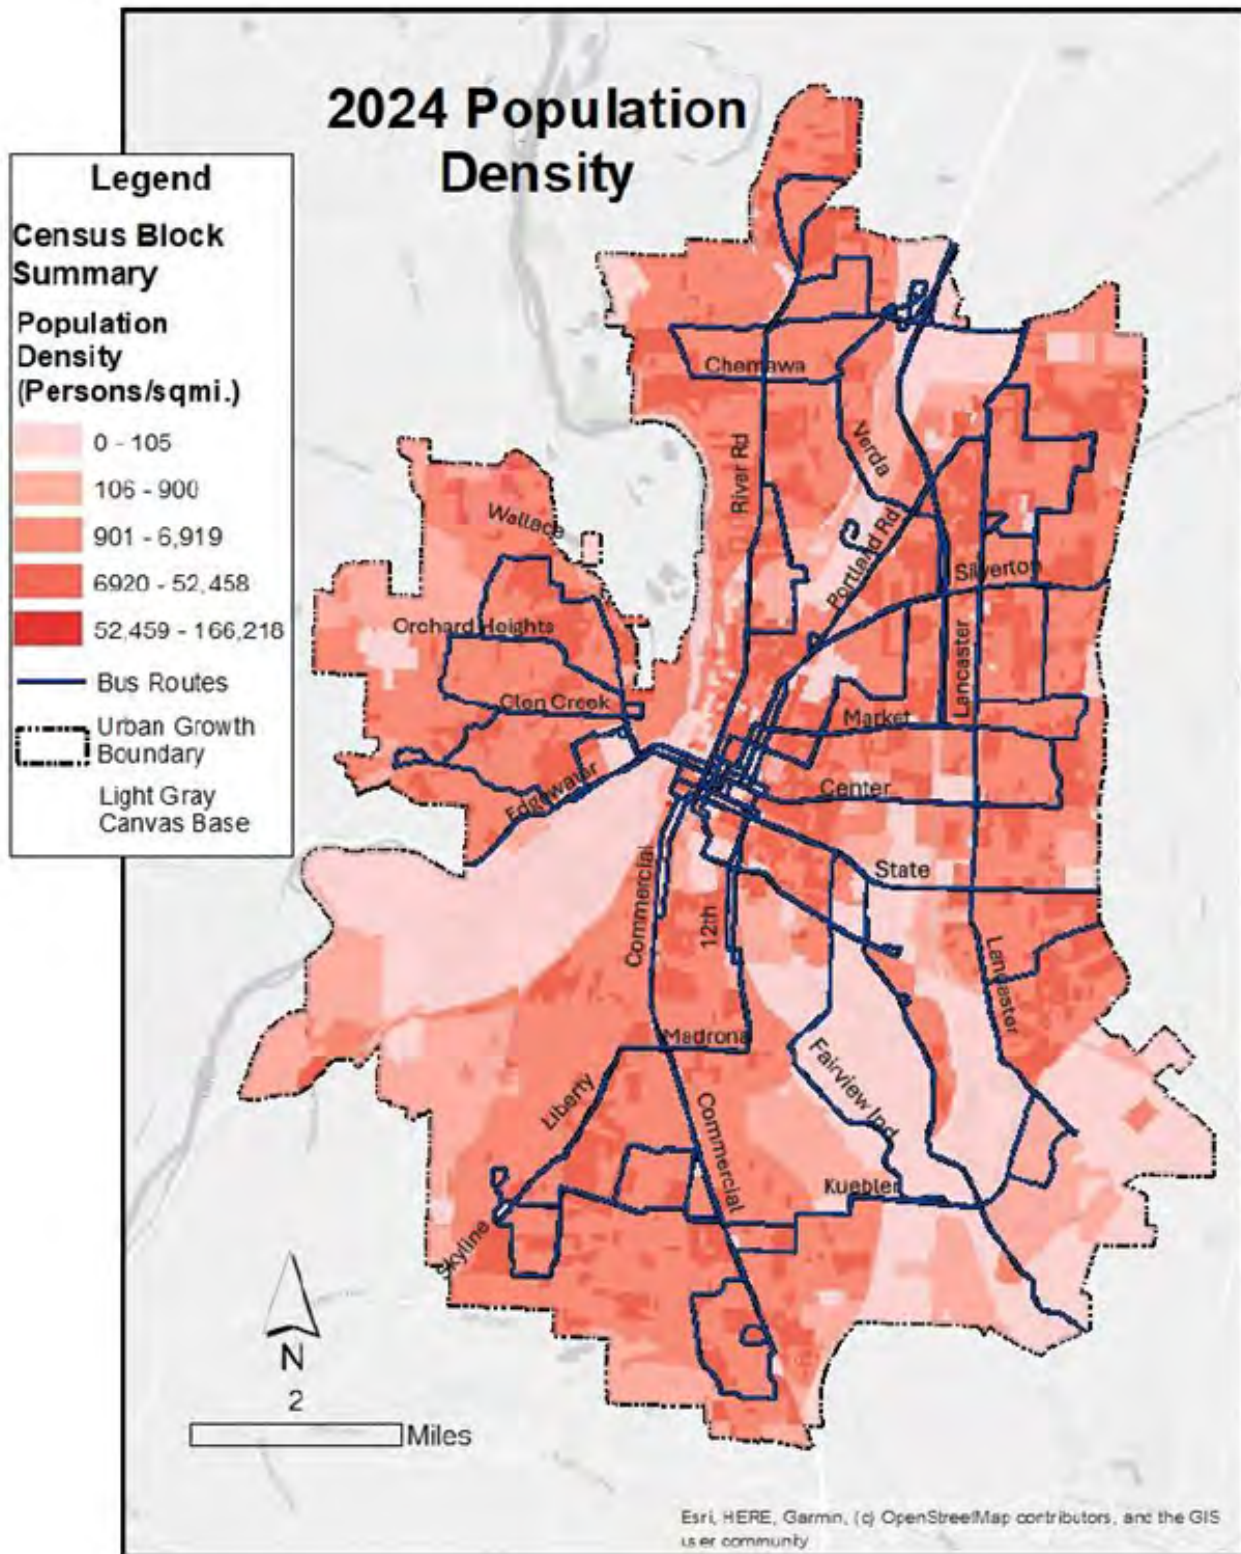 2024 Population
Density
Legend
Census Block
Summary
Population
Density
(Persons/sqmi.)
0 - 105
106 - 900
901 - 6,919
6920 - 52,458
52,459 - 166,218
Bus Routes
Urban Growth
Boundary
Light Gray
Canvas Base
Chemawa
River Rd
Verda
Portland Rd
Wallace
Silverton
Orchard Heights
Lancaster
Glen Creek
Market
Edgewater
Center
Commercial
State
12th
Lancaster
Madrona
Fairview Ind
Liberty
Commercial
Kuebler
Skyline
N
2
Miles
Esri, HERE, Garmin, (c) OpenStreetMap contributors, and the GIS
user community